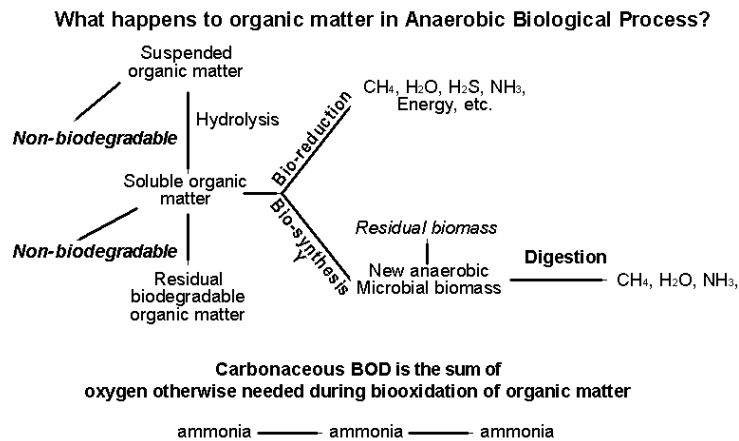 What happens to organic matter in Anaerobic Biological Process?
Suspended
organic matter
CH₄, H₂O, H₂S, NH₃,
Energy, etc.
Hydrolysis
Non-biodegradable
Bio-reduction
Soluble organic
matter
Bio-synthesis
Y
Residual biomass
Non-biodegradable
Digestion
New anaerobic
Microbial biomass
CH₄, H₂O, NH₃,
Residual
biodegradable
organic matter
Carbonaceous BOD is the sum of
oxygen otherwise needed during biooxidation of organic matter
ammonia ammonia ammonia